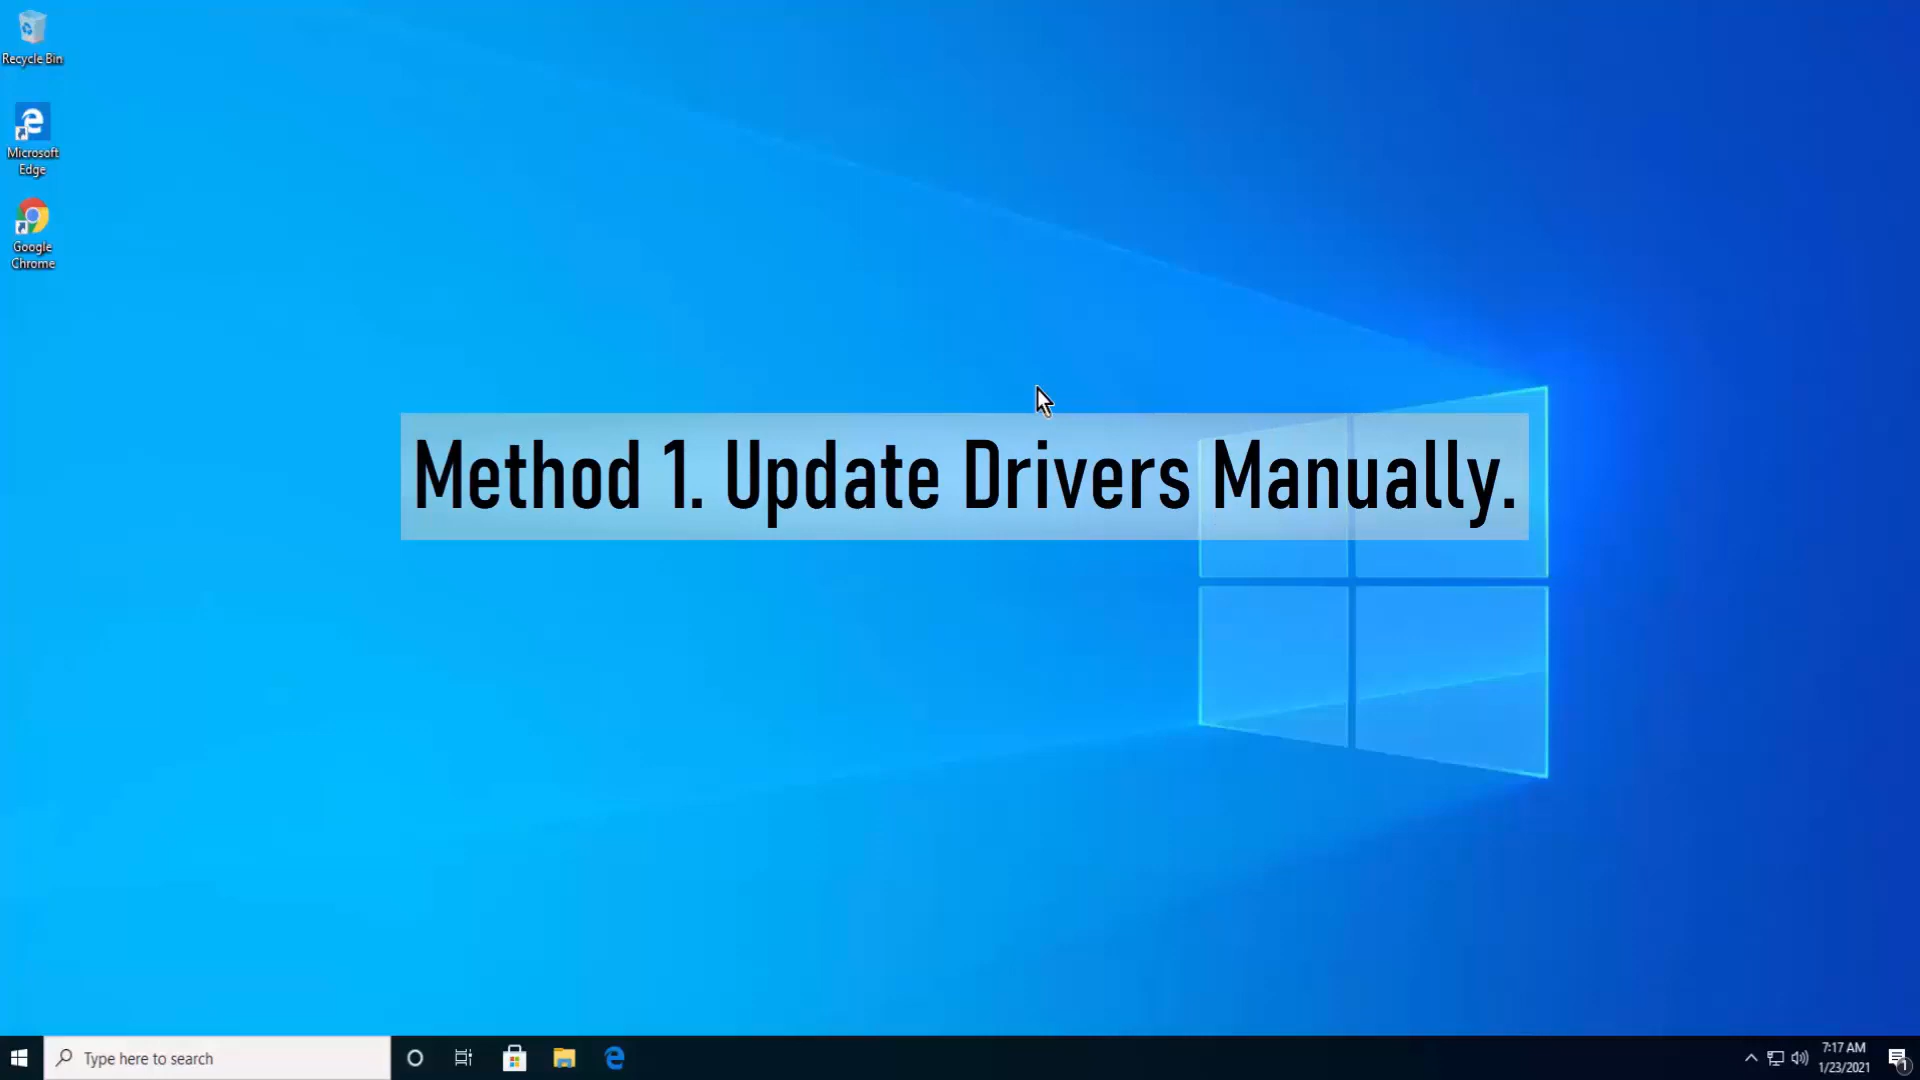 Recycle Bin
Microsoft
Edge
Google
Chrome
Method 1. Update Drivers Manually.
Type here to search
7:17 AM
1/23/2021
1